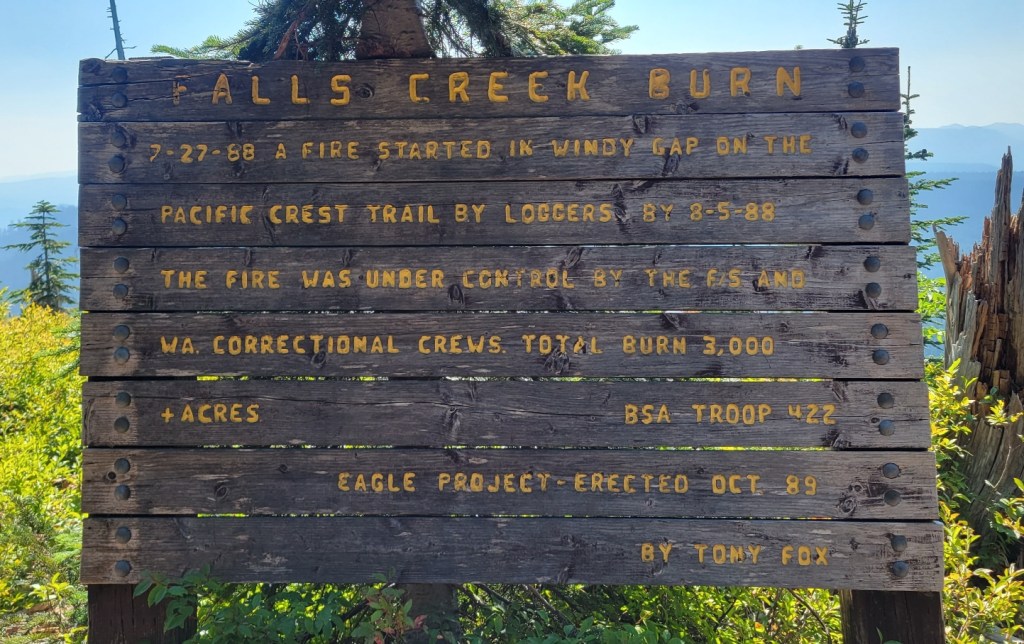 FALLS CREEK BURN
7-27-88 A FIRE STARTED IN WINDY GAP ON THE
PACIFIC CREST TRAIL BY LOGGERS. BY 8-5-88
THE FIRE WAS UNDER CONTROL BY THE F/S AND
WA. CORRECTIONAL CREWS. TOTAL BURN 3,000
+ACRES BSA TROOP 422
EAGLE PROJECT-ERECTED OCT. 89
BY TONY FOX